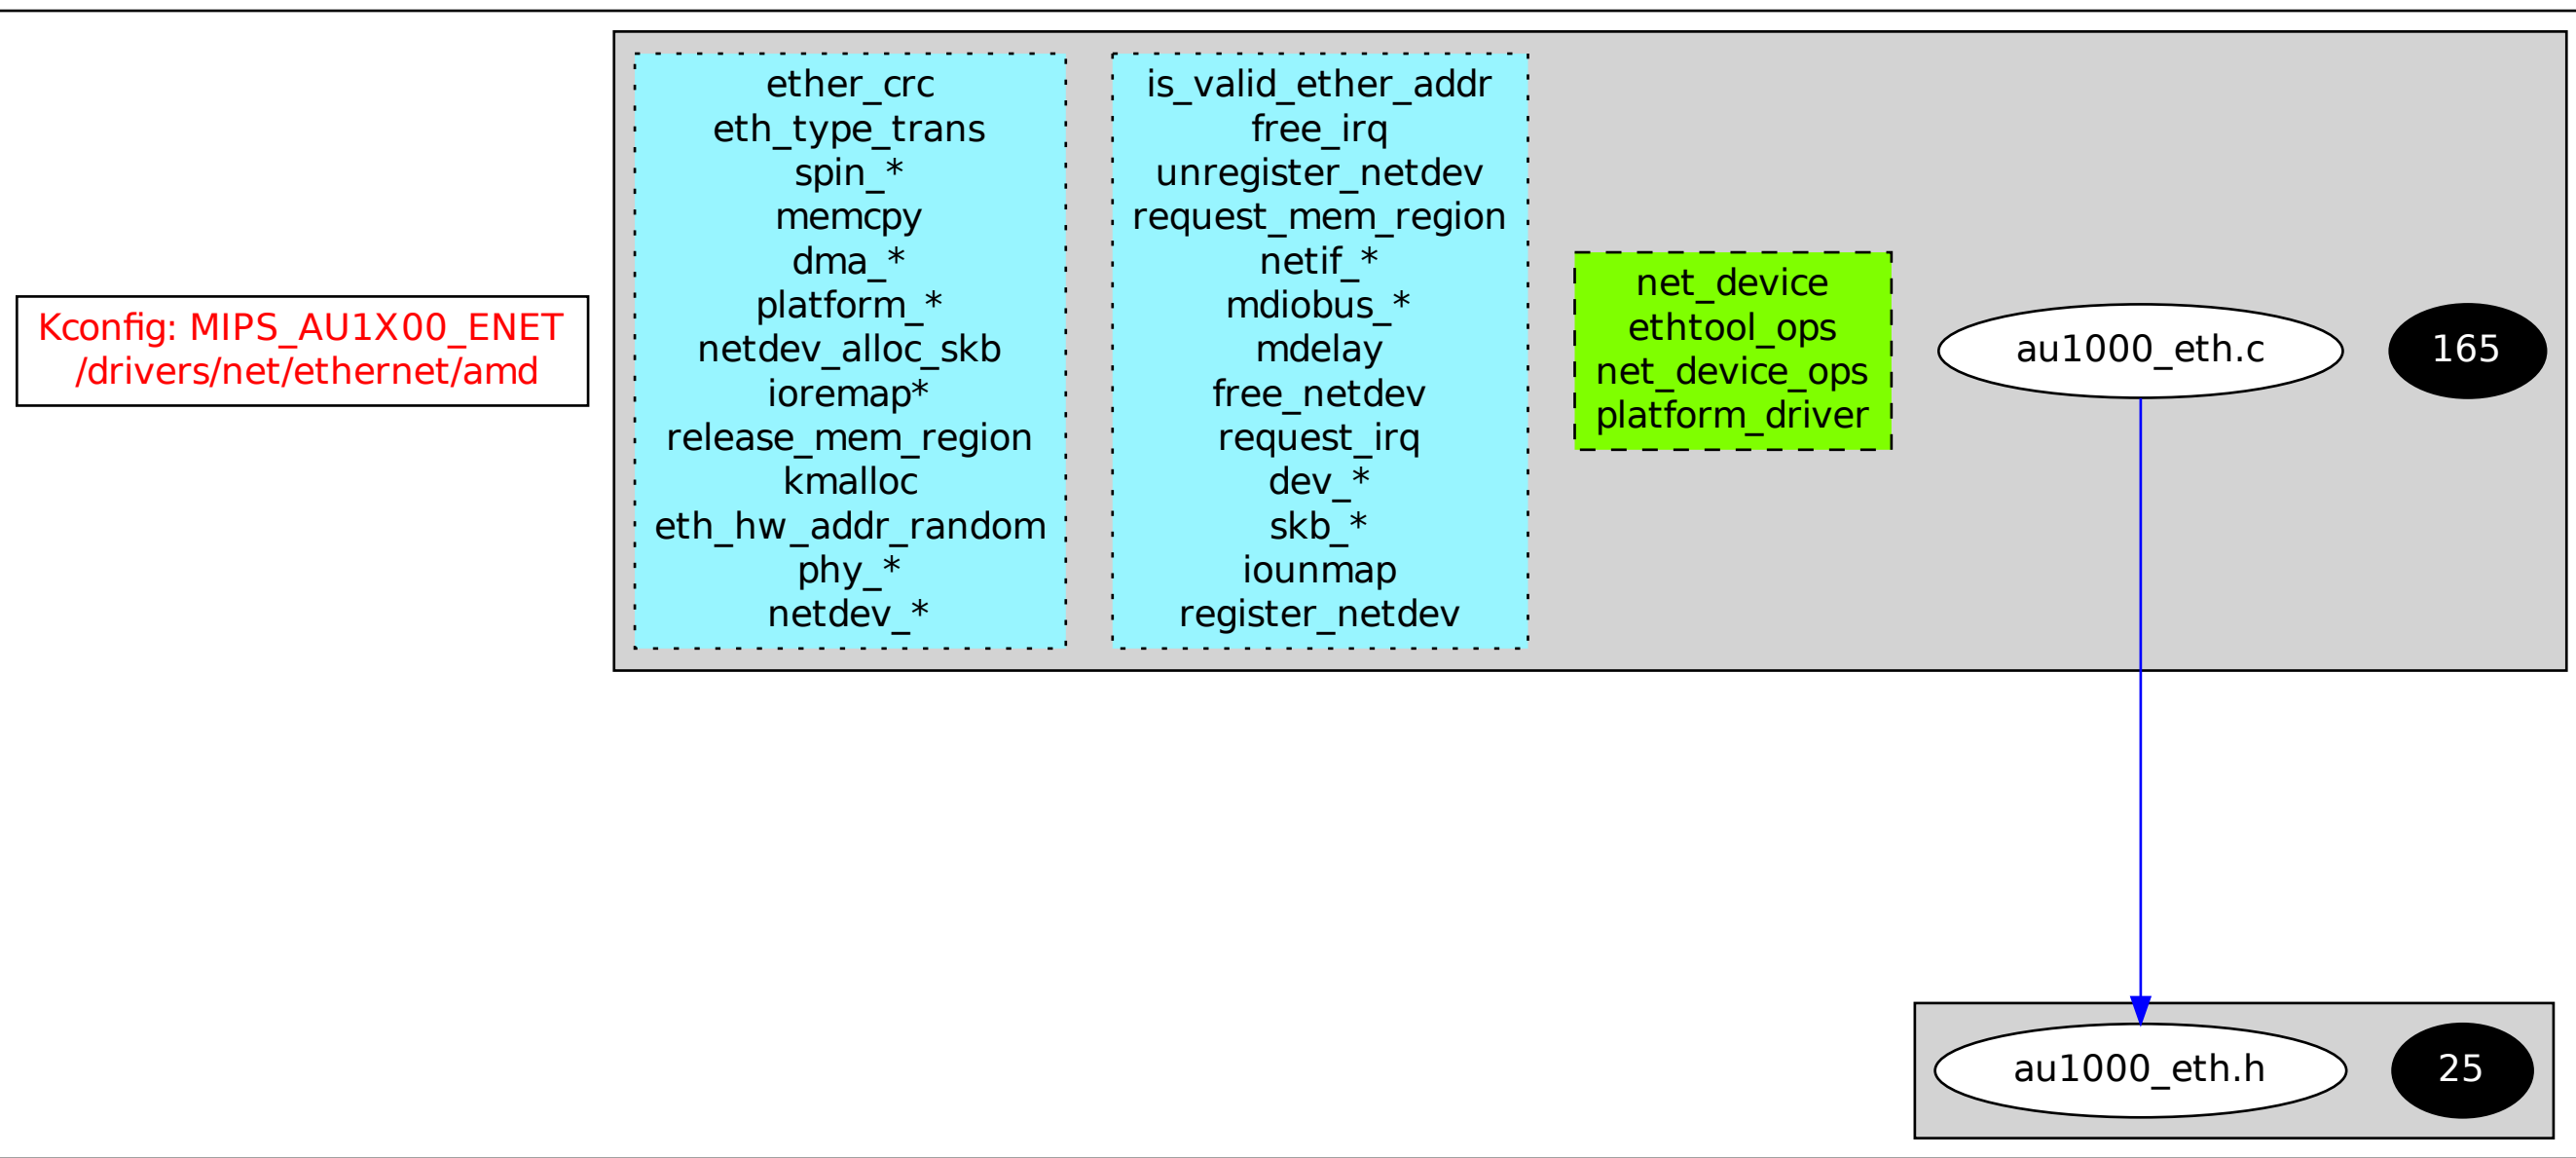 Kconfig: MIPS_AU1X00_ENET
/drivers/net/ethernet/amd
ether_crc
eth_type_trans
spin_*
memcpy
dma_*
platform_*
netdev_alloc_skb
ioremap*
release_mem_region
kmalloc
eth_hw_addr_random
phy_*
netdev_*
is_valid_ether_addr
free_irq
unregister_netdev
request_mem_region
netif_*
mdiobus_*
mdelay
free_netdev
request_irq
dev_*
skb_*
iounmap
register_netdev
net_device
ethtool_ops
net_device_ops
platform_driver
au1000_eth.c
165
au1000_eth.h
25